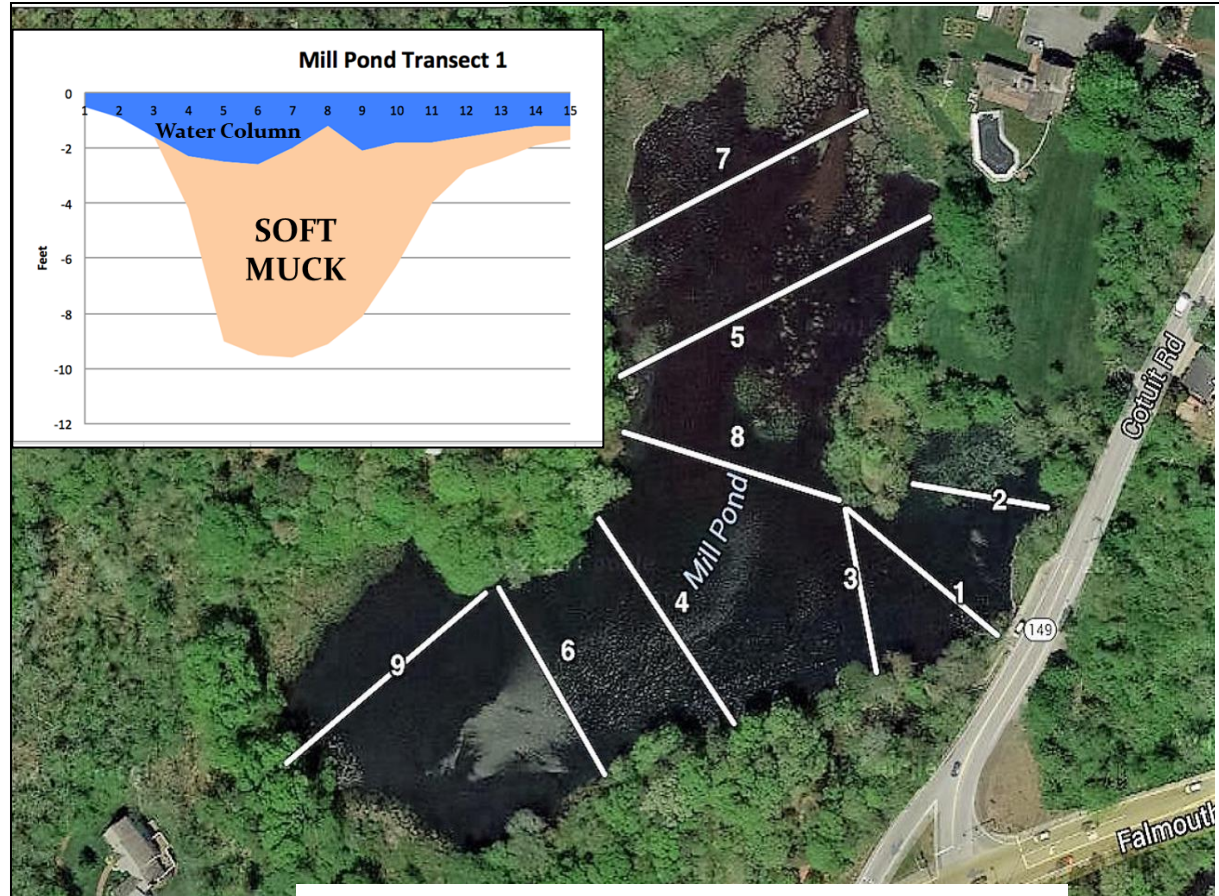 Mill Pond Transect 1
0
1 2 3 4 5 6 7 8 9 10 11 12 13 14 15
Water Column
-2
-4
SOFT
MUCK
Feet
-6
-8
-10
-12
7
5
8
2
Mill Pond
3
1
4
6
9
149
Cotuit Rd
Falmouth